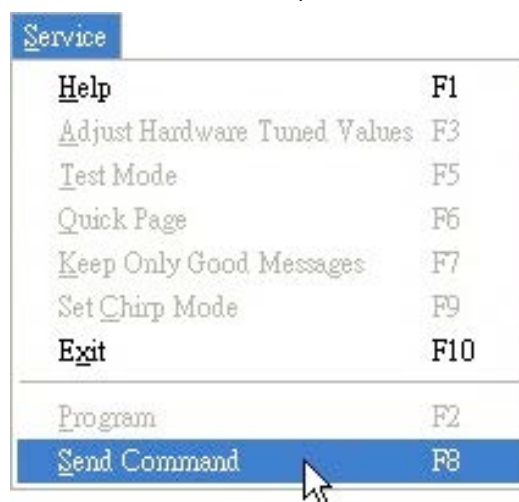 Service
Help F1
Adjust Hardware Tuned Values F3
Test Mode F5
Quick Page F6
Keep Only Good Messages F7
Set Chirp Mode F9
Exit F10
Program F2
Send Command F8